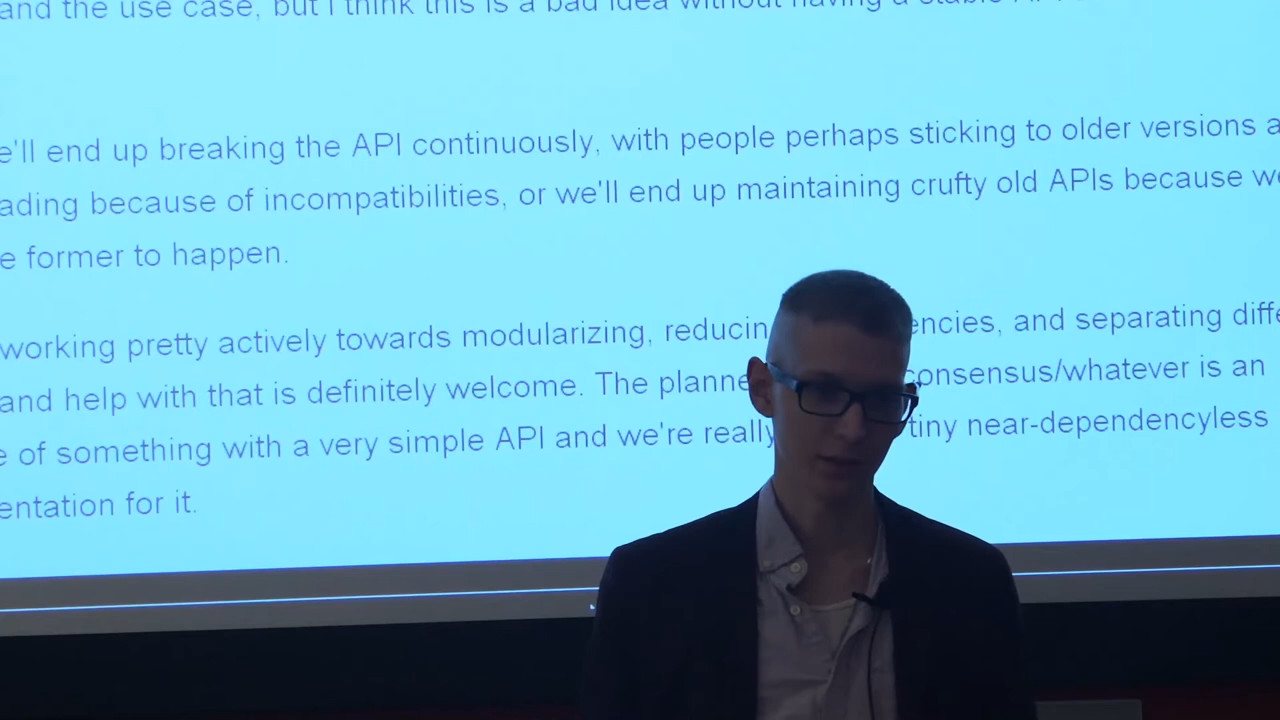 and the use case, but I think this is a bad idea without having a stable
e'll end up breaking the API continuously, with people perhaps sticking to older versions a
ading because of incompatibilities, or we'll end up maintaining crufty old APIs because we
e former to happen.
working pretty actively towards modularizing, reducin encies, and separating diffe
and help with that is definitely welcome. The planne consensus/whatever is an
e of something with a very simple API and we're really tiny near-dependencyless
entation for it.